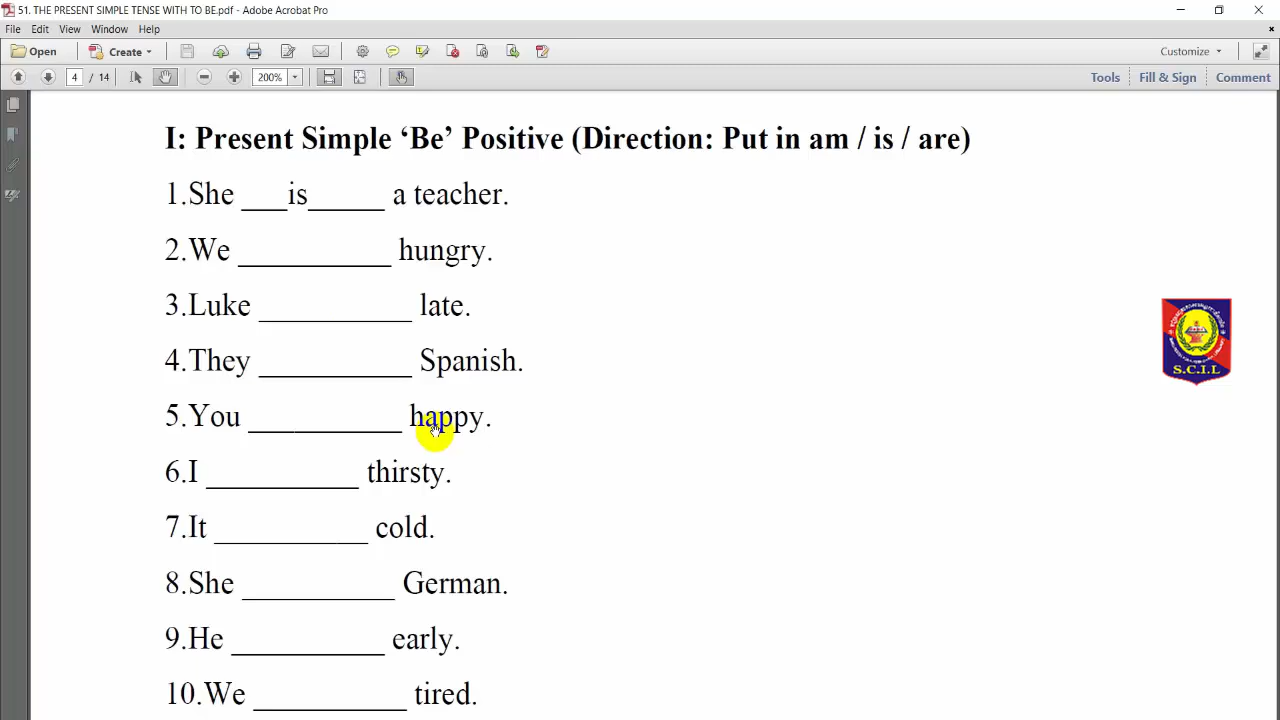 51. THE PRESENT SIMPLE TENSE WITH TO BE.pdf - Adobe Acrobat Pro
File Edit View Window Help
Open Create Customize
4 / 14 200% Tools Fill & Sign Comment
I: Present Simple ‘Be’ Positive (Direction: Put in am / is / are)
1.She ___is_____ a teacher.
2.We __________ hungry.
3.Luke __________ late.
4.They __________ Spanish.
5.You __________ happy.
6.I __________ thirsty.
7.It __________ cold.
8.She __________ German.
9.He __________ early.
10.We __________ tired.
S.C.I.L